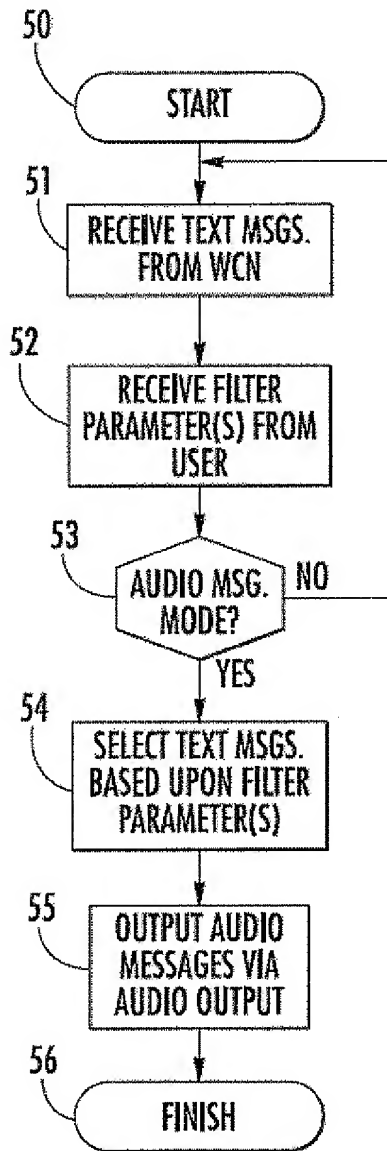 50
START
51
RECEIVE TEXT MSGS.
FROM WCN
52
RECEIVE FILTER
PARAMETER(S) FROM
USER
53
AUDIO MSG.
MODE?
NO
YES
54
SELECT TEXT MSGS.
BASED UPON FILTER
PARAMETER(S)
55
OUTPUT AUDIO
MESSAGES VIA
AUDIO OUTPUT
56
FINISH